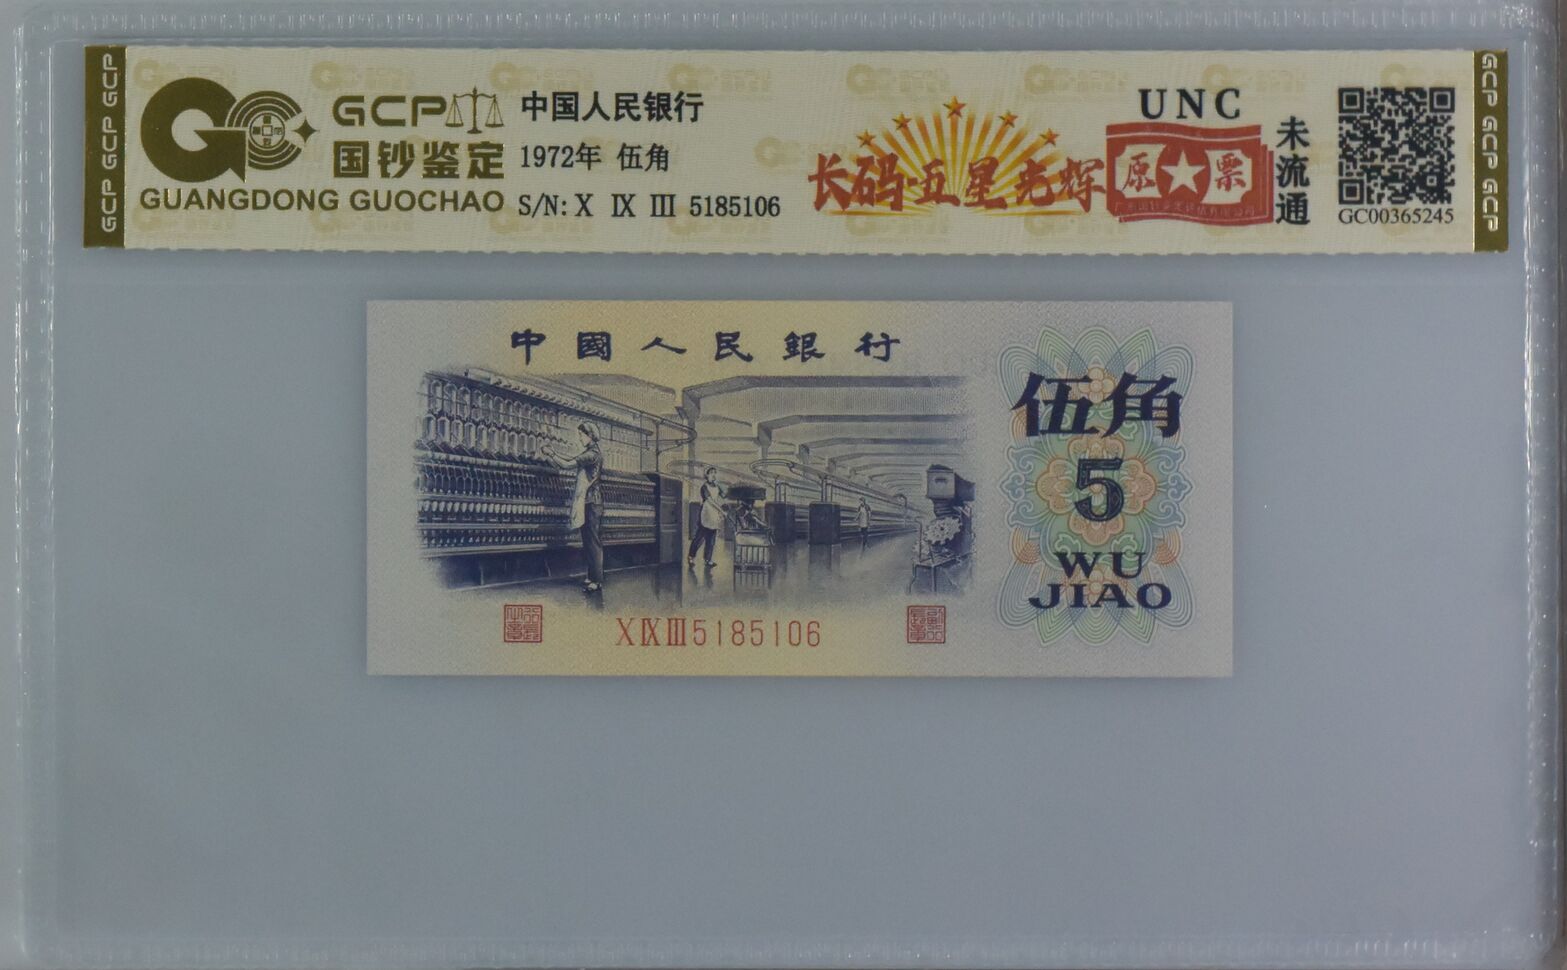 GCP GCP GCP
GCP
国钞鉴定
GUANGDONG GUOCHAO
中国人民银行
1972年 伍角
S/N: X IX III 5185106
长码·五星光辉
UNC
原票
未流通
GC00365245
GCP GCP GCP
中國人民銀行
伍角
5
WU
JIAO
X IX III 5185106